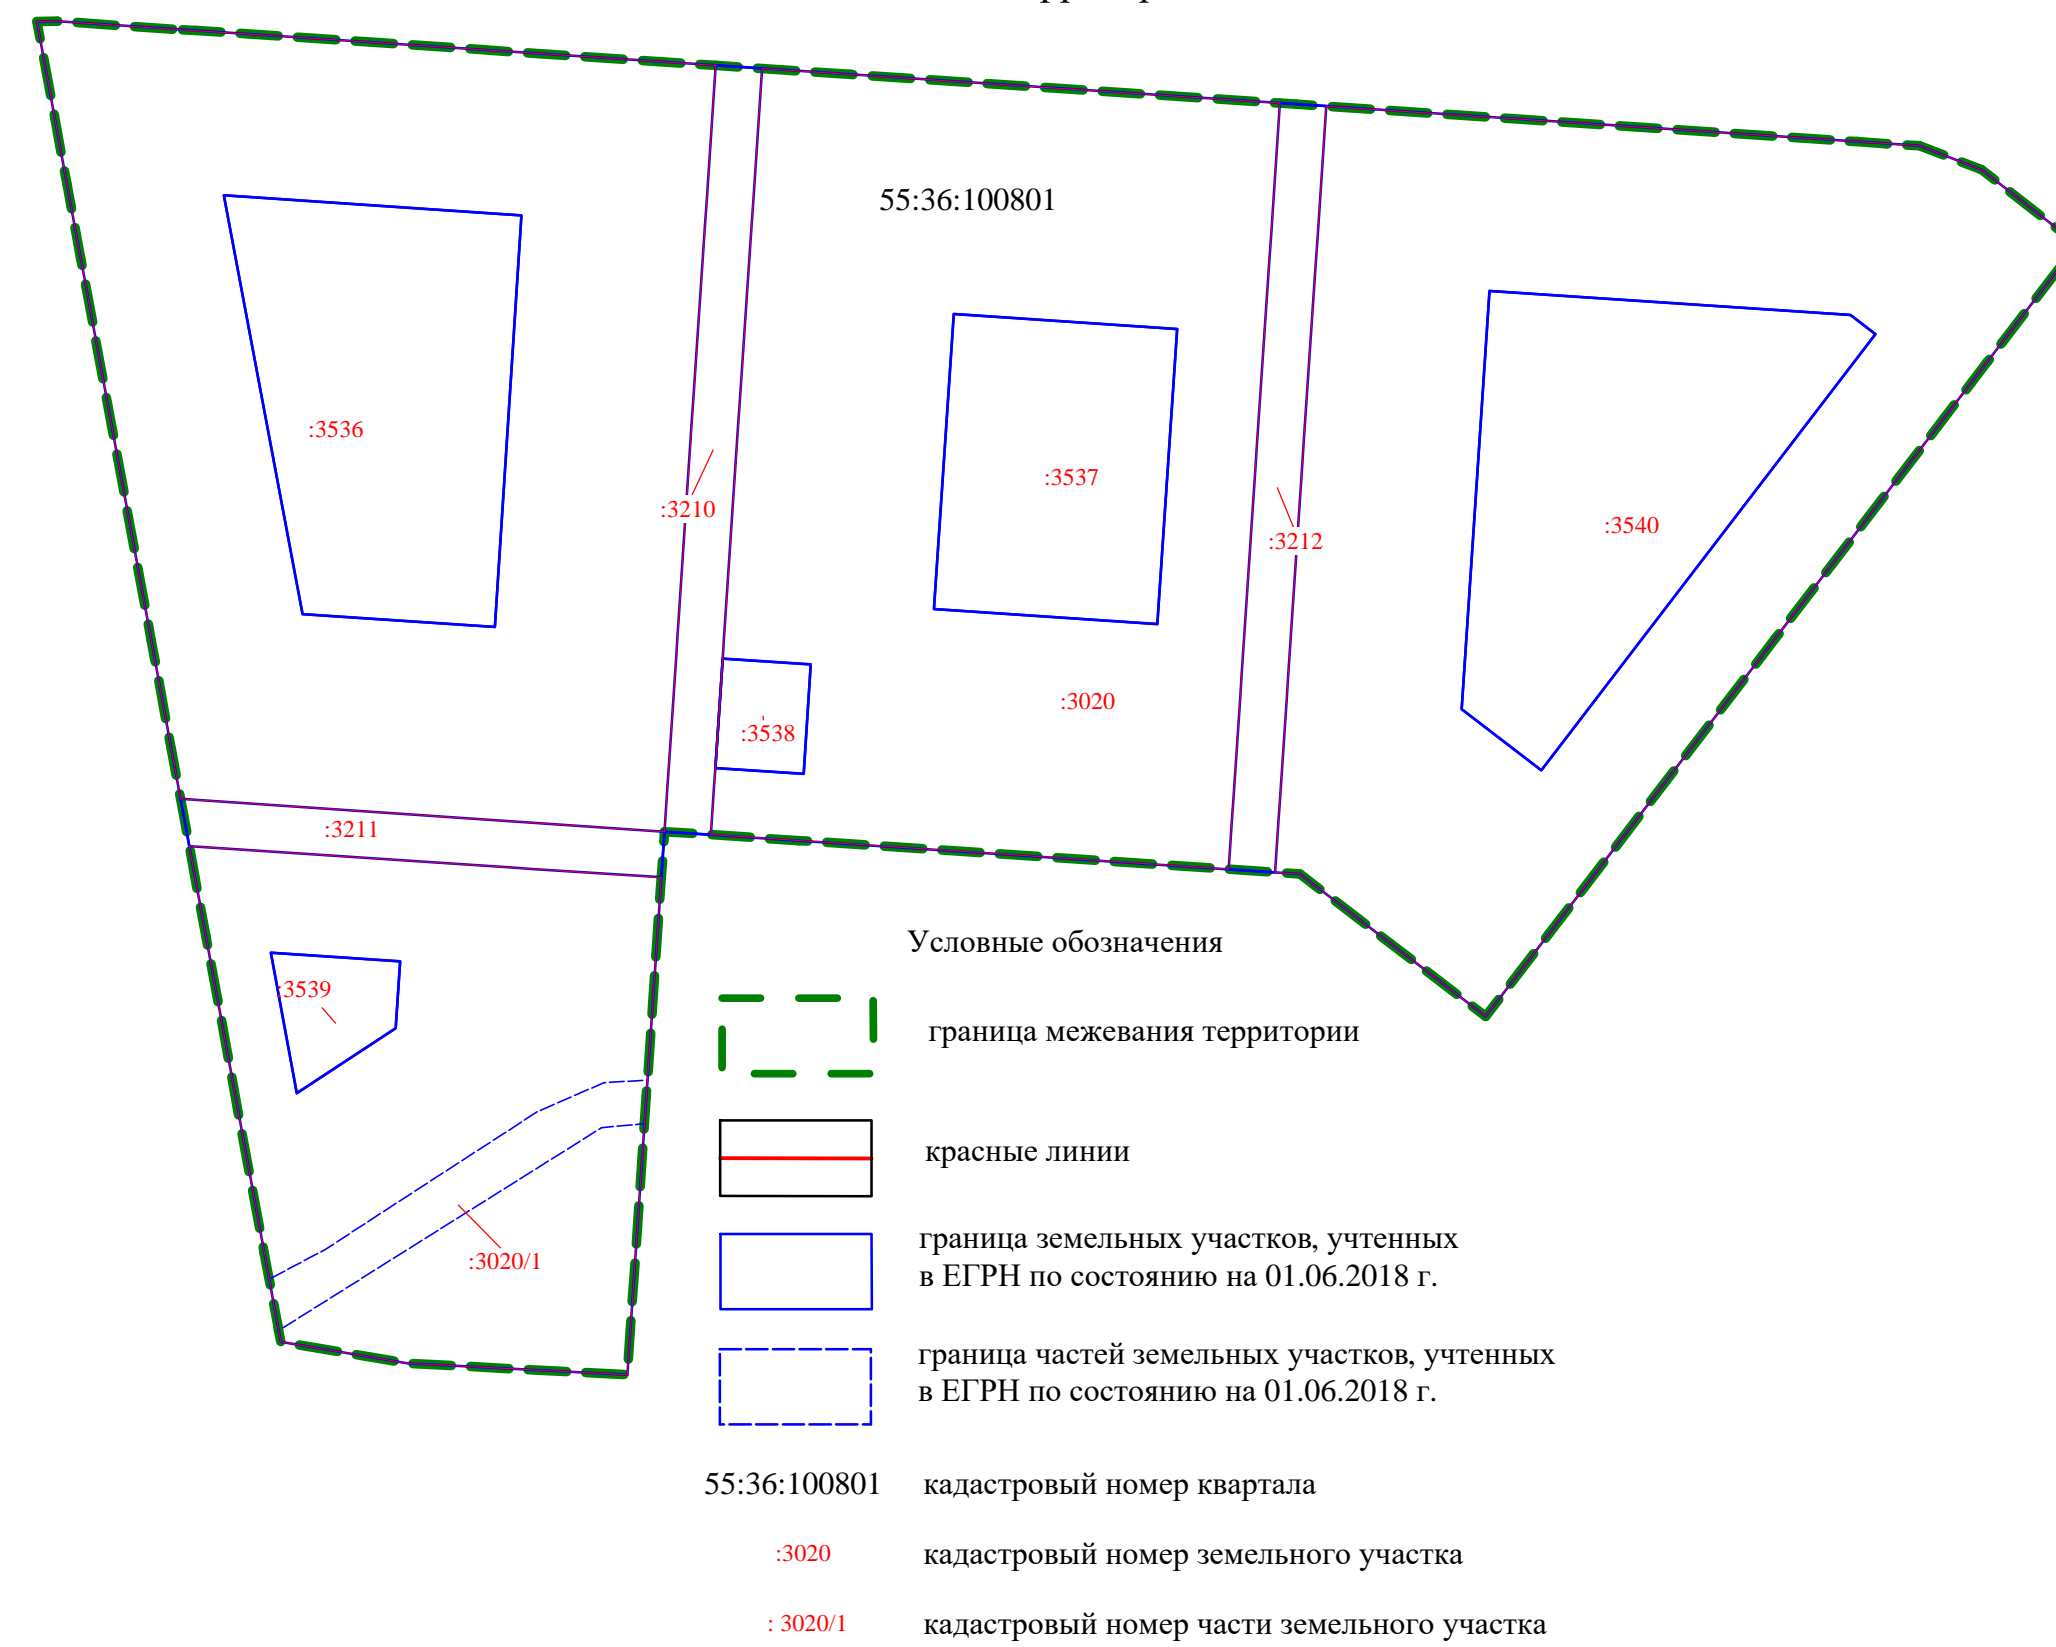 55:36:100801
:3536
:3537
:3210
:3540
:3212
:3020
:3538
:3211
:3539
:3020/1
Условные обозначения
граница межевания территории
красные линии
граница земельных участков, учтенных
в ЕГРН по состоянию на 01.06.2018 г.
граница частей земельных участков, учтенных
в ЕГРН по состоянию на 01.06.2018 г.
55:36:100801 кадастровый номер квартала
:3020 кадастровый номер земельного участка
: 3020/1 кадастровый номер части земельного участка